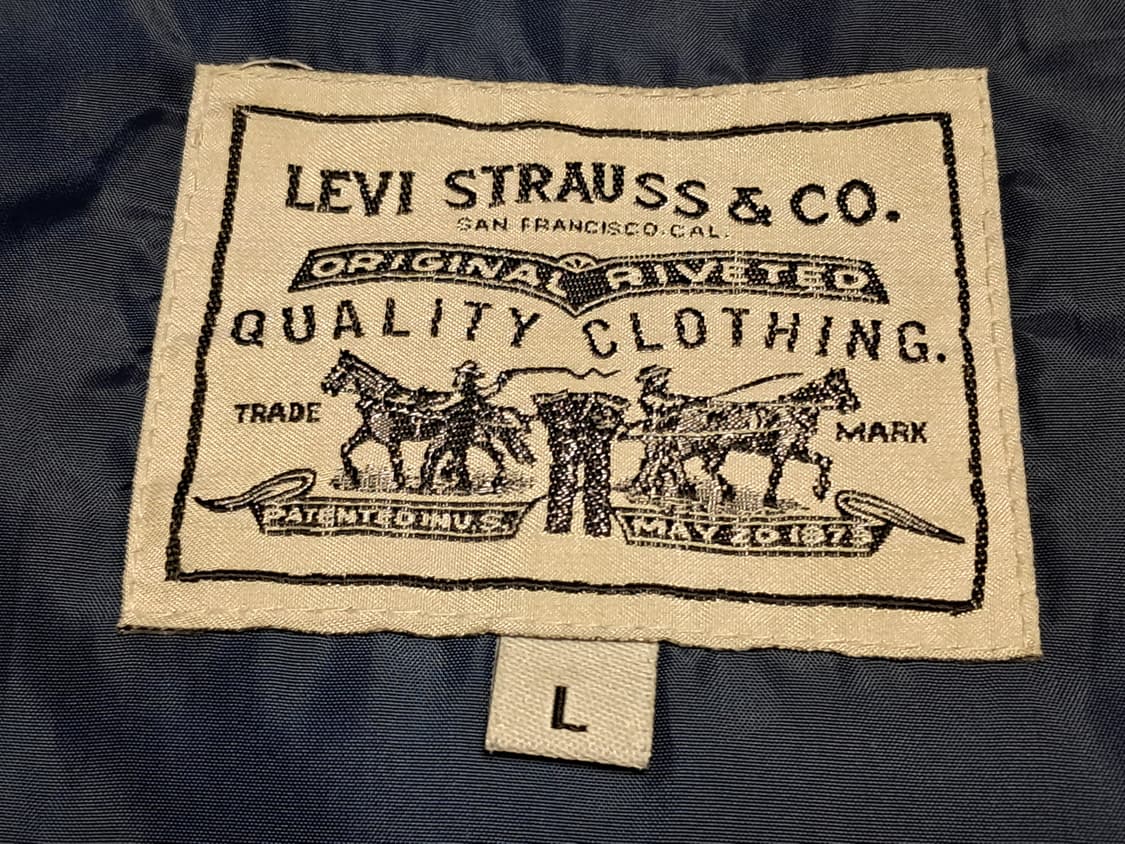 LEVI STRAUSS & CO.
SAN FRANCISCO.CAL.
ORIGINAL RIVETED
QUALITY CLOTHING.
TRADE MARK
PATENTED IN U.S. MAY 20 1873
L